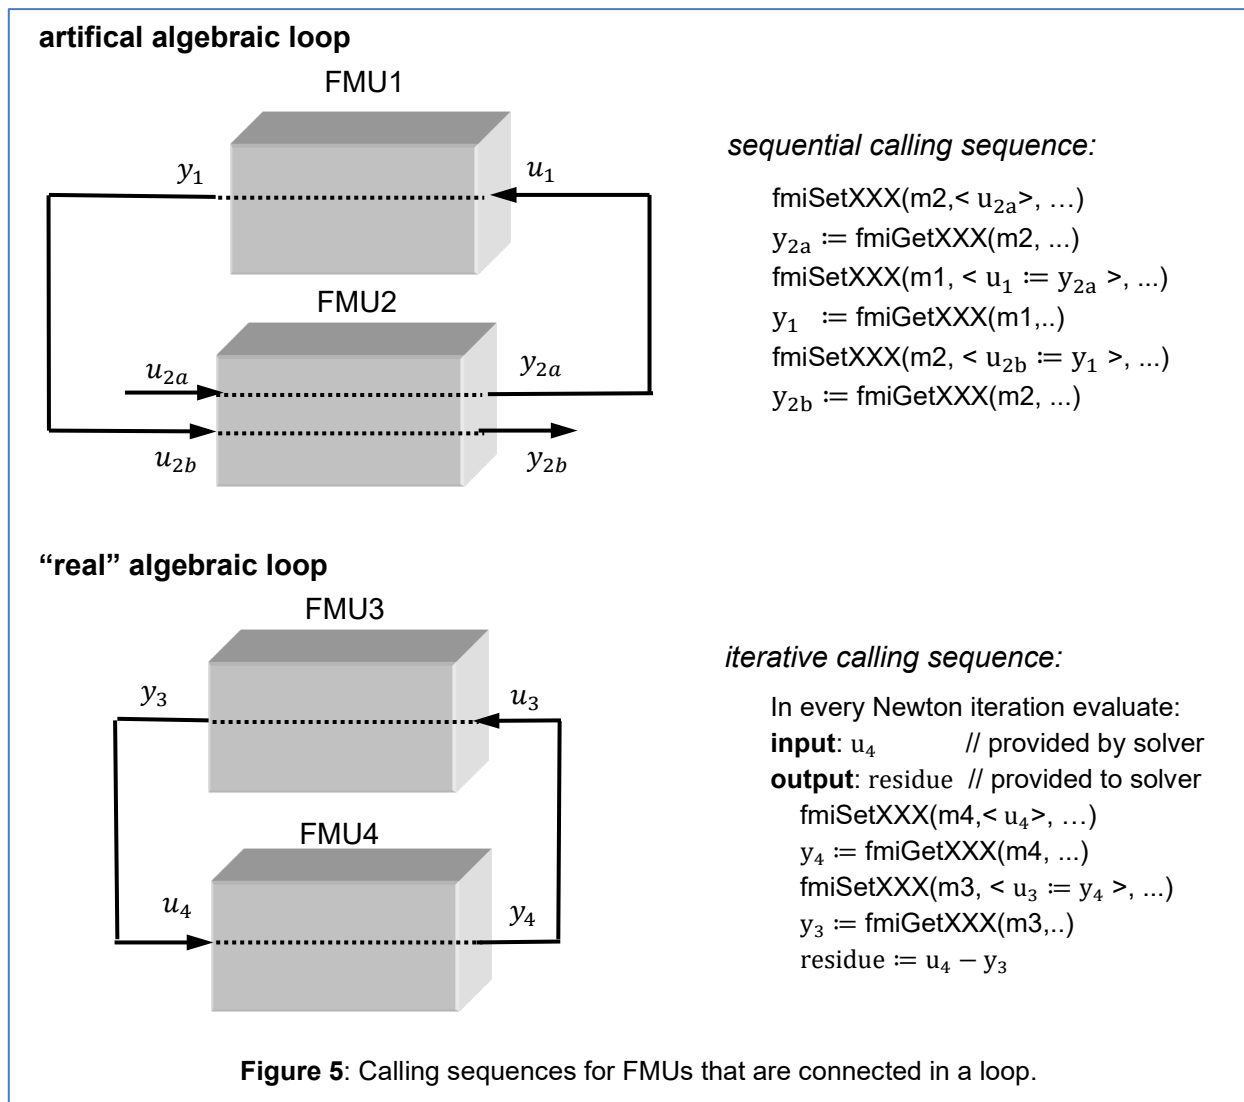 artifical algebraic loop
FMU1
y₁
u₁
FMU2
u₂ₐ
y₂ₐ
u₂b
y₂b
sequential calling sequence:
fmiSetXXX(m2,< u₂ₐ>, …)
y₂ₐ := fmiGetXXX(m2, ...)
fmiSetXXX(m1, < u₁ := y₂ₐ >, ...)
y₁ := fmiGetXXX(m1,..)
fmiSetXXX(m2, < u₂b := y₁ >, ...)
y₂b := fmiGetXXX(m2, ...)
“real” algebraic loop
FMU3
y₃
u₃
FMU4
u₄
y₄
iterative calling sequence:
In every Newton iteration evaluate:
input: u₄ // provided by solver
output: residue // provided to solver
fmiSetXXX(m4,< u₄>, …)
y₄ := fmiGetXXX(m4, ...)
fmiSetXXX(m3, < u₃ := y₄ >, ...)
y₃ := fmiGetXXX(m3,..)
residue := u₄ − y₃
Figure 5: Calling sequences for FMUs that are connected in a loop.